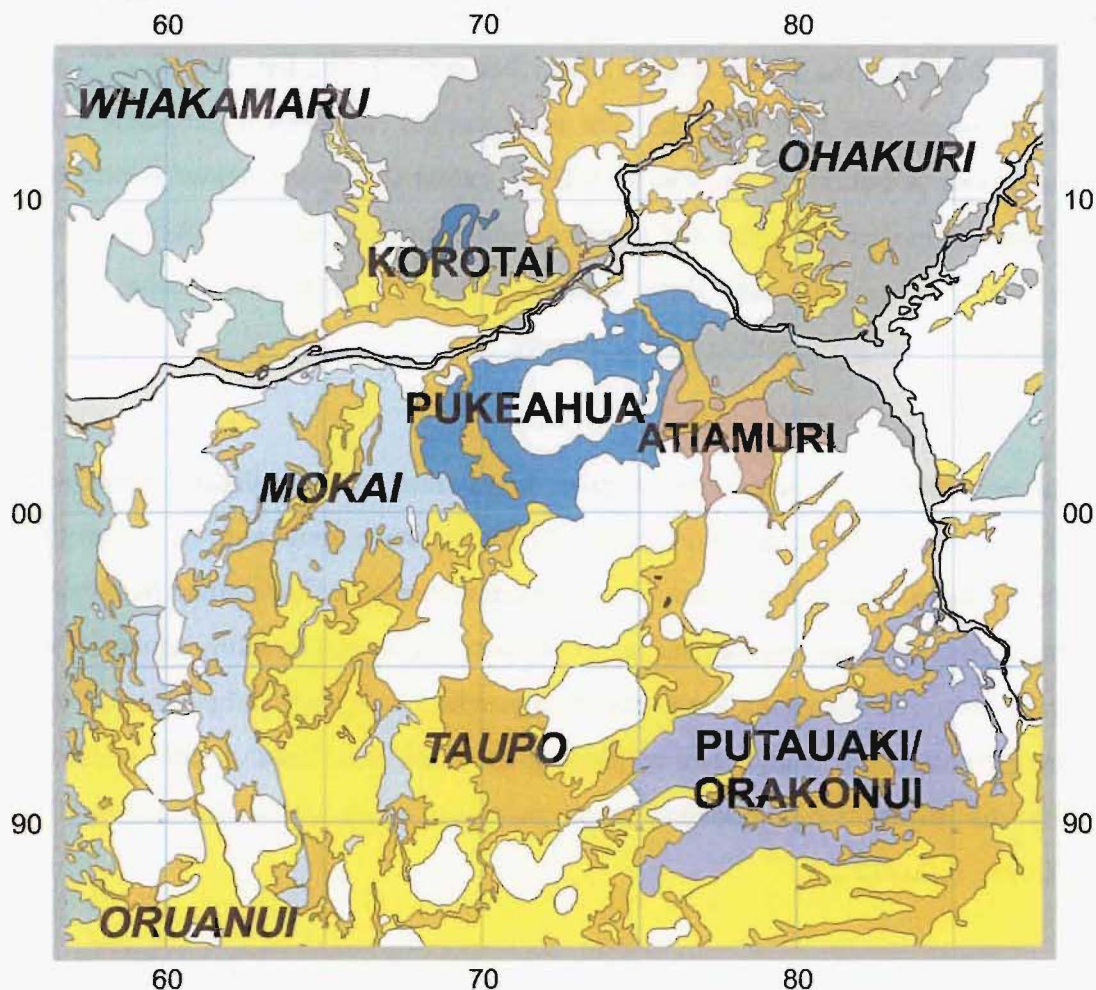 60 70 80
WHAKAMARU
OHAKURI
10 10
KOROTAI
PUKEAHUA
ATIAMURI
MOKAI
00 00
TAUPO
PUTAUAKI/
ORAKONUI
90 90
ORUANUI
60 70 80